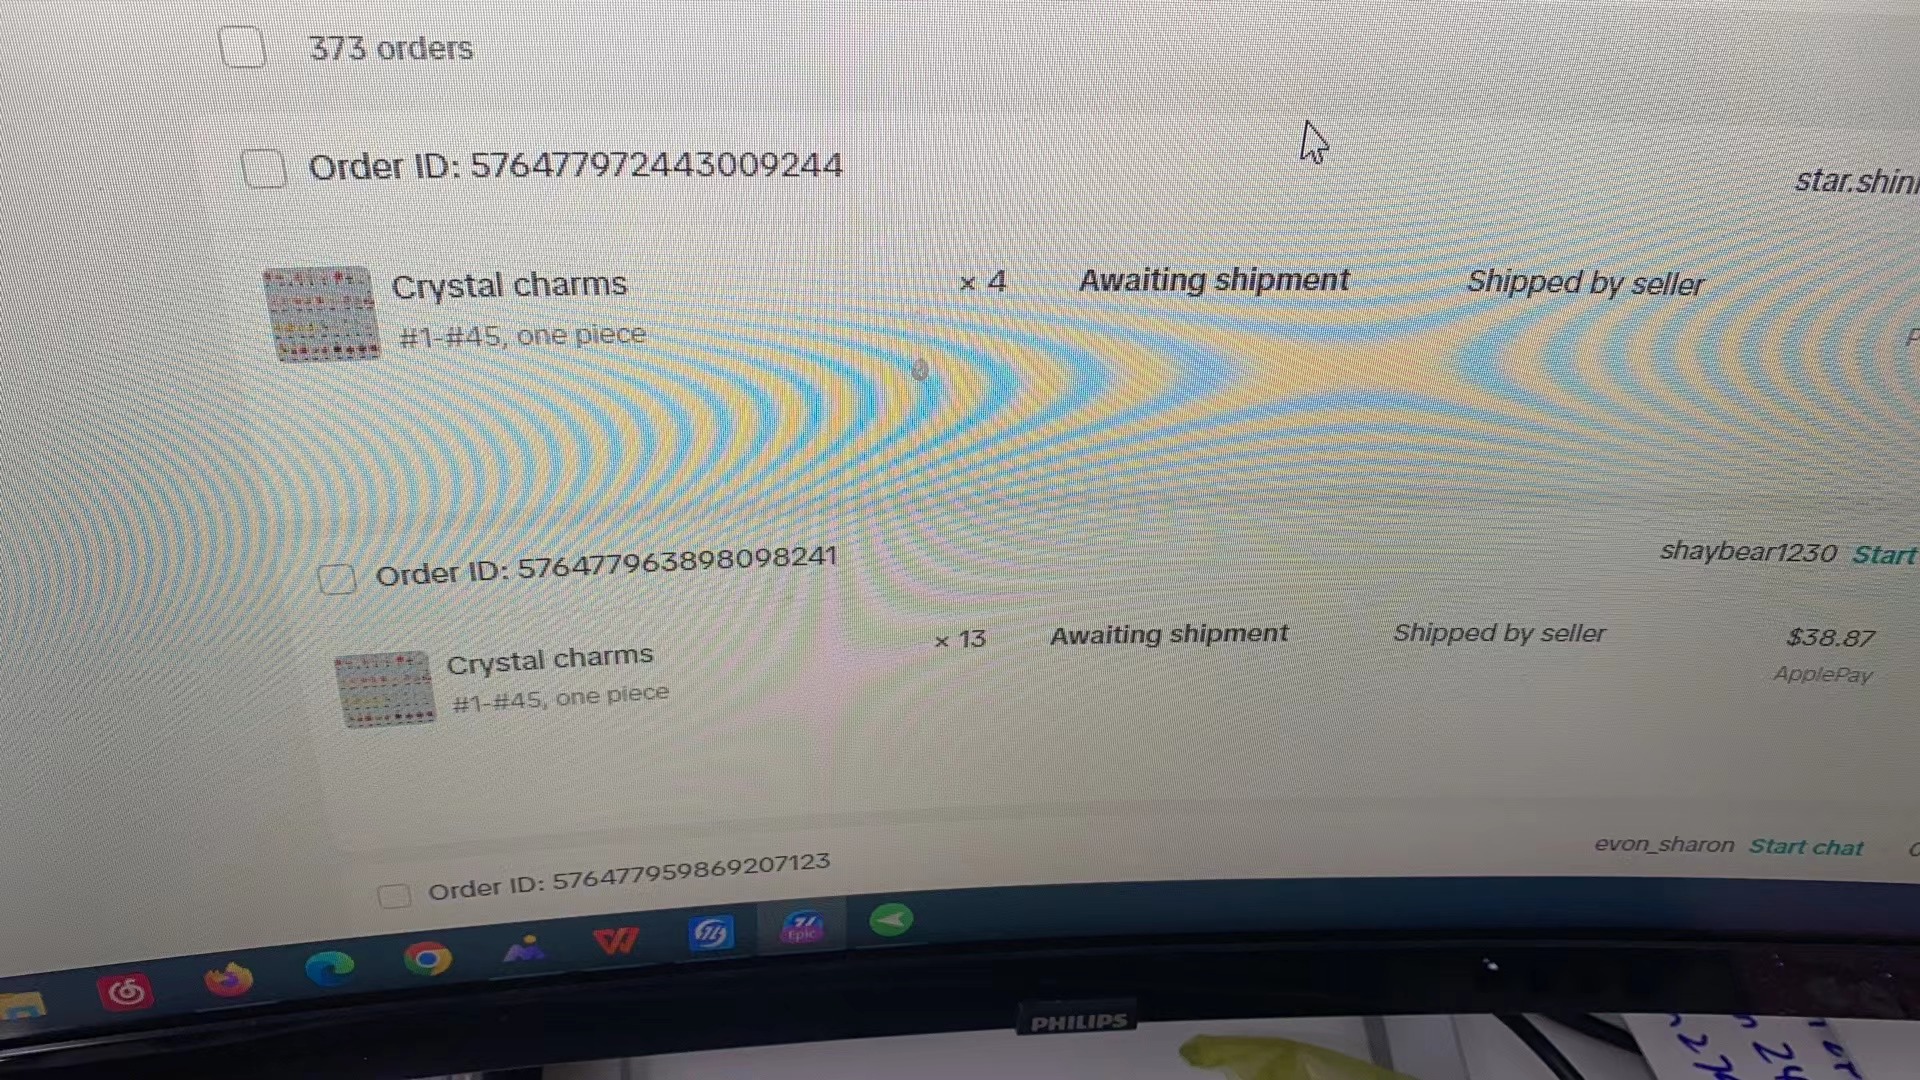 373 orders
Order ID: 576477972443009244
star.shin
Crystal charms
× 4
Awaiting shipment
Shipped by seller
#1-#45, one piece
Order ID: 576477963898098241
shaybear1230 Start
Crystal charms
× 13
Awaiting shipment
Shipped by seller
$38.87
#1-#45, one piece
ApplePay
Order ID: 576477959869207123
evon_sharon Start chat
Epic
PHILIPS